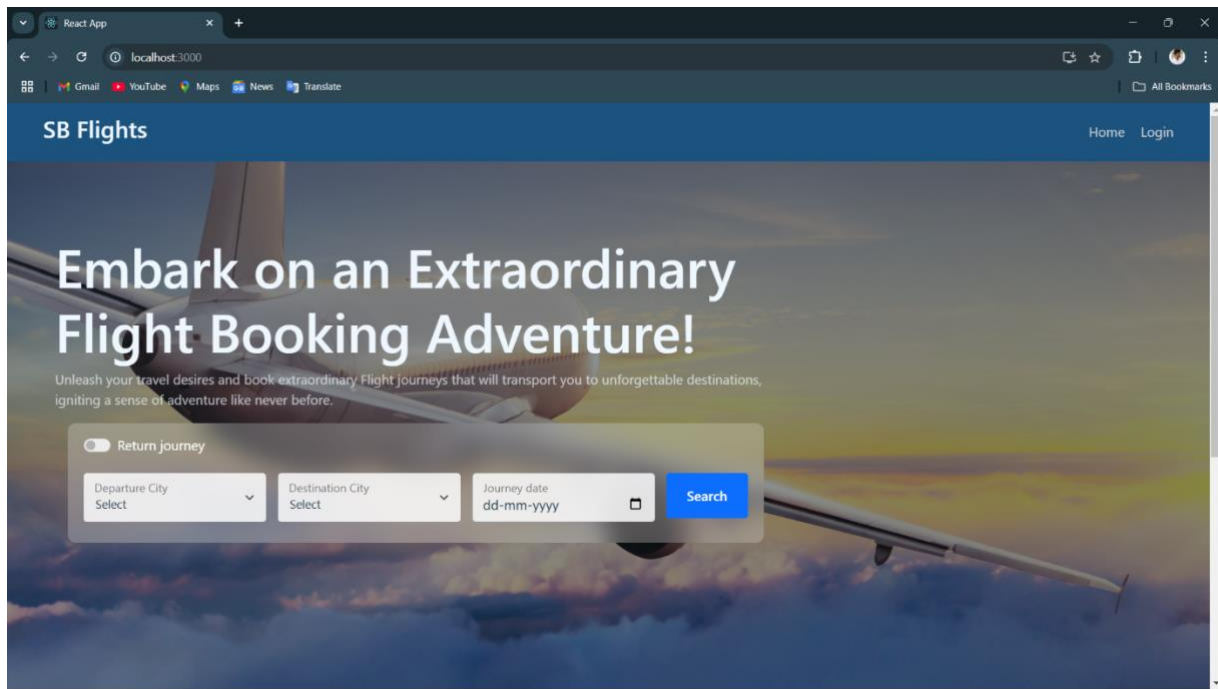 React App
localhost:3000
Gmail YouTube Maps News Translate All Bookmarks
SB Flights Home Login
Embark on an Extraordinary
Flight Booking Adventure!
Unleash your travel desires and book extraordinary Flight journeys that will transport you to unforgettable destinations,
igniting a sense of adventure like never before.
Return journey
Departure City
Select
Destination City
Select
Journey date
dd-mm-yyyy
Search